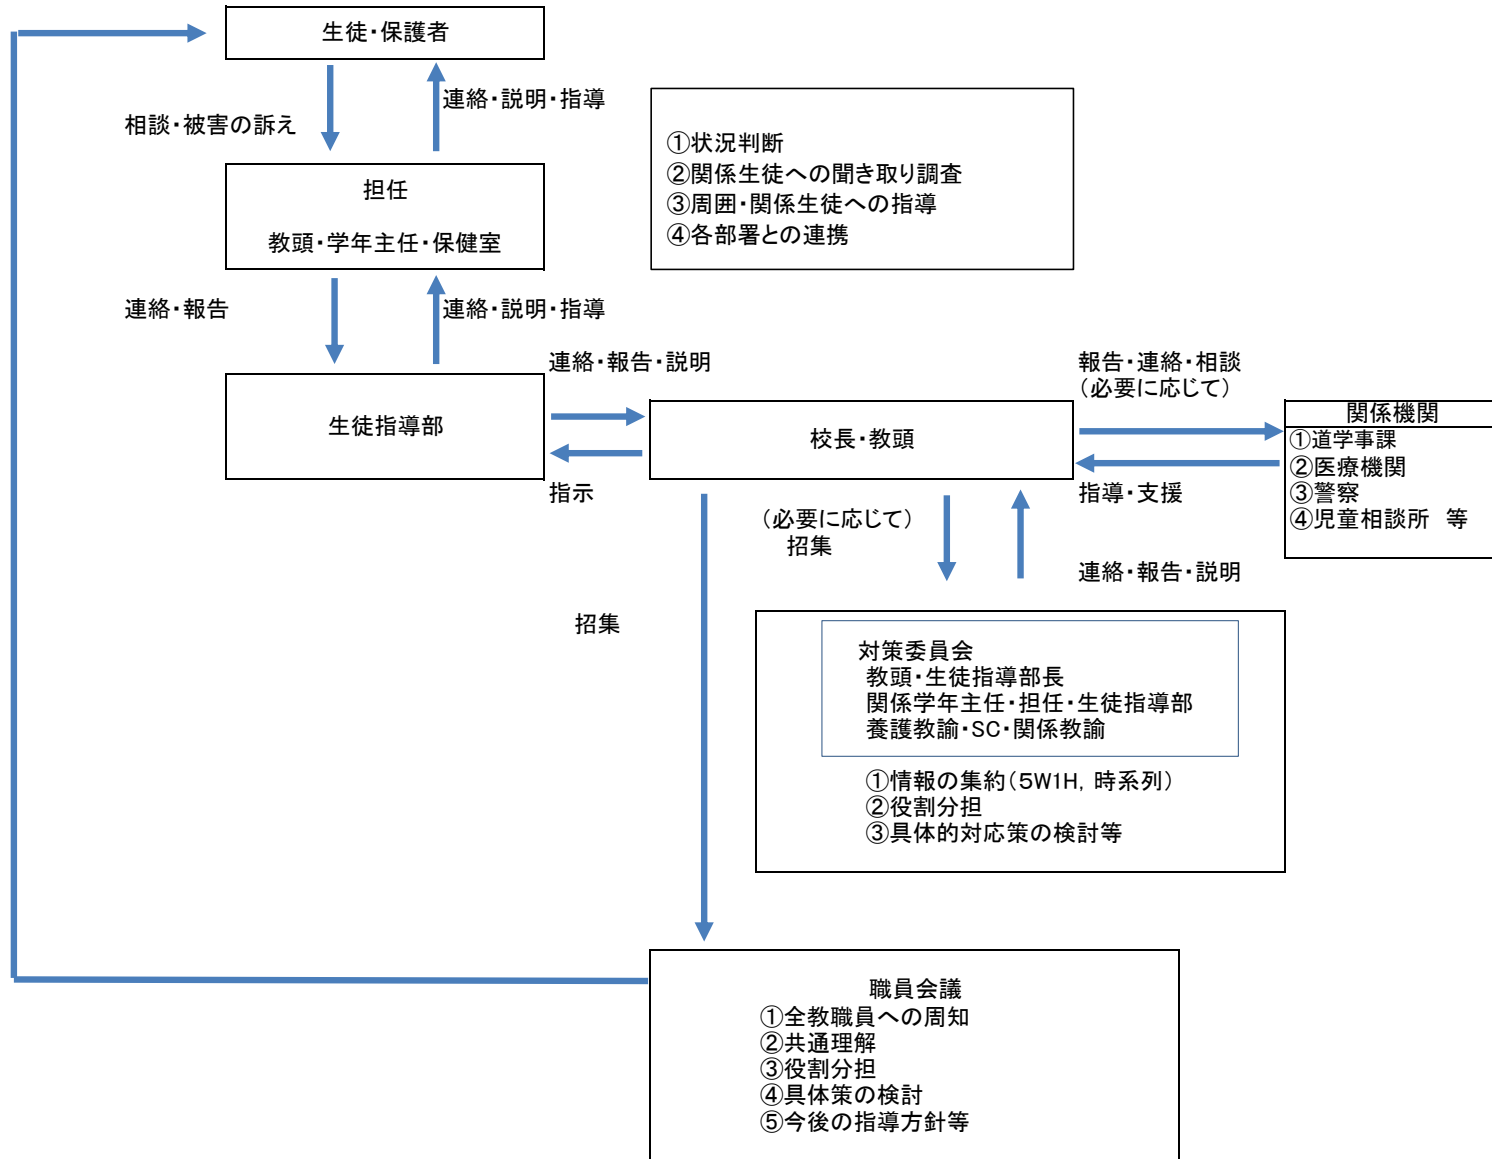 生徒・保護者
連絡・説明・指導
相談・被害の訴え
①状況判断
②関係生徒への聞き取り調査
③周囲・関係生徒への指導
④各部署との連携
担任
教頭・学年主任・保健室
連絡・報告
連絡・説明・指導
連絡・報告・説明
報告・連絡・相談
（必要に応じて）
生徒指導部
校長・教頭
関係機関
①道学事課
②医療機関
③警察
④児童相談所　等
指示
指導・支援
（必要に応じて）
招集
連絡・報告・説明
招集
対策委員会
教頭・生徒指導部長
関係学年主任・担任・生徒指導部
養護教諭・SC・関係教諭
①情報の集約（5W1H, 時系列）
②役割分担
③具体的対応策の検討等
職員会議
①全教職員への周知
②共通理解
③役割分担
④具体策の検討
⑤今後の指導方針等